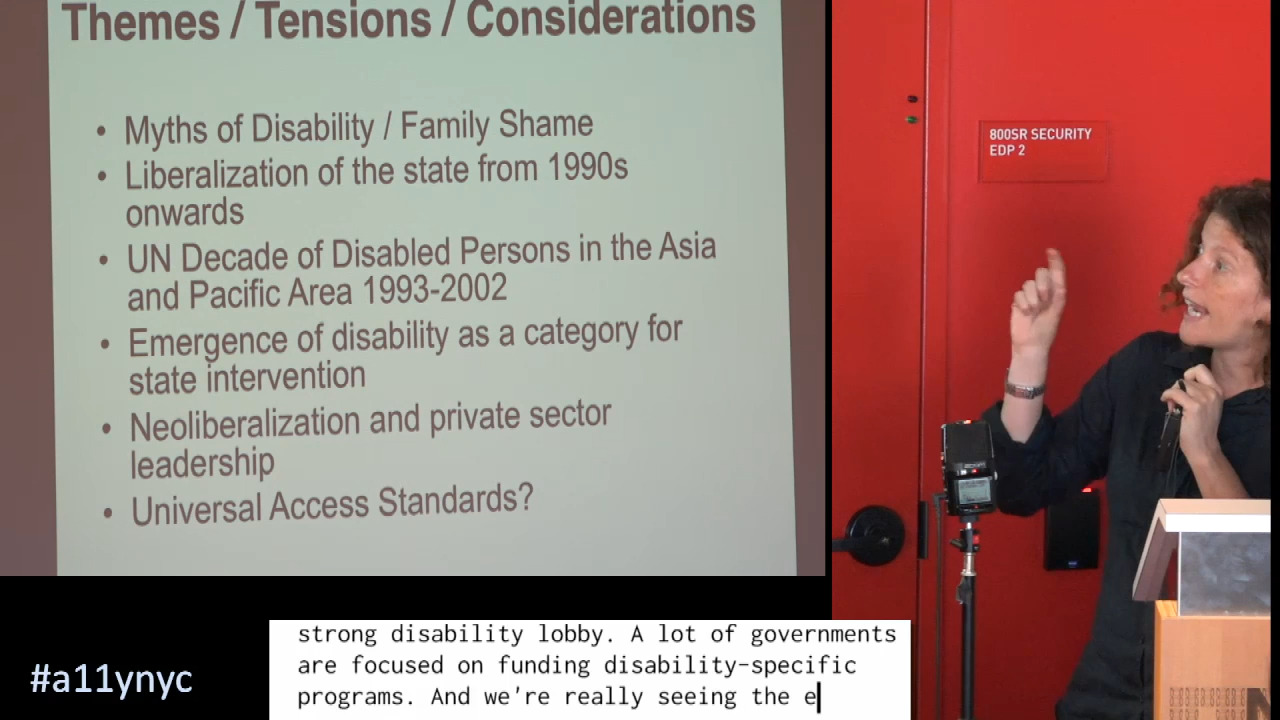 Themes / Tensions / Considerations
• Myths of Disability / Family Shame
• Liberalization of the state from 1990s
onwards
• UN Decade of Disabled Persons in the Asia
and Pacific Area 1993-2002
• Emergence of disability as a category for
state intervention
• Neoliberalization and private sector
leadership
• Universal Access Standards?
800SR SECURITY
EDP 2
strong disability lobby. A lot of governments
are focused on funding disability-specific
programs. And we're really seeing the e
#a11ynyc